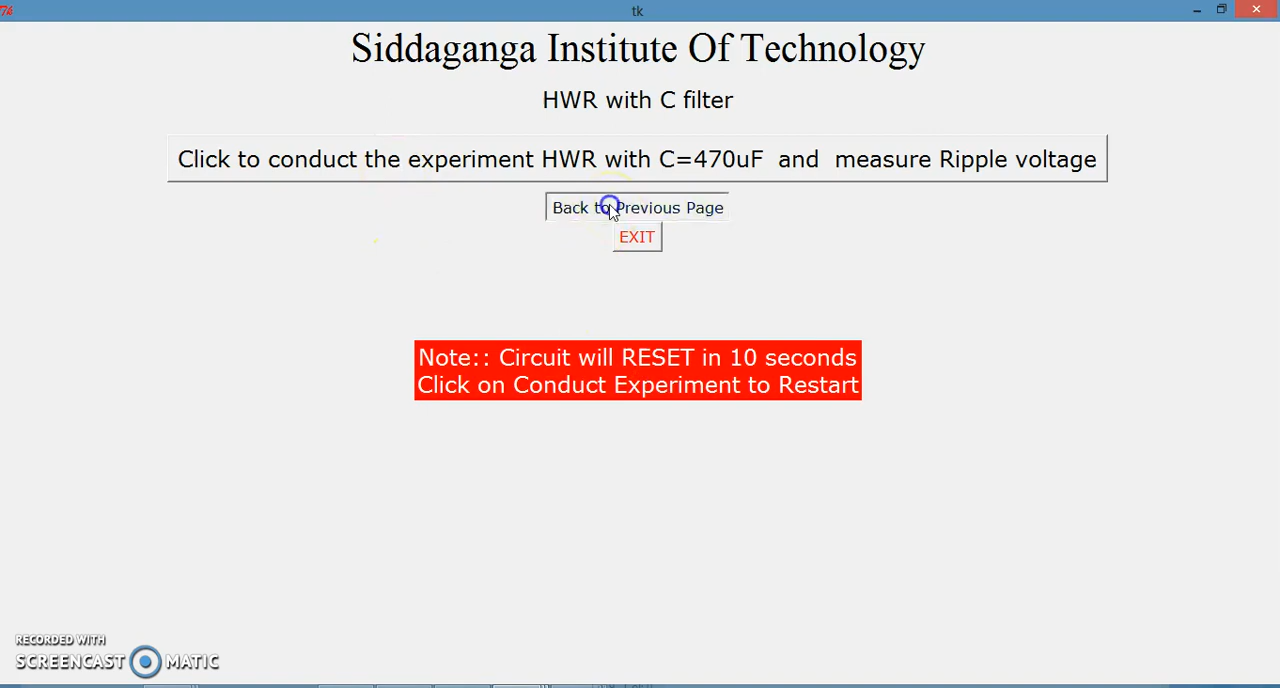 tk
Siddaganga Institute Of Technology
HWR with C filter
Click to conduct the experiment HWR with C=470uF and measure Ripple voltage
Back to Previous Page
EXIT
Note:: Circuit will RESET in 10 seconds
Click on Conduct Experiment to Restart
RECORDED WITH
SCREENCAST MATIC